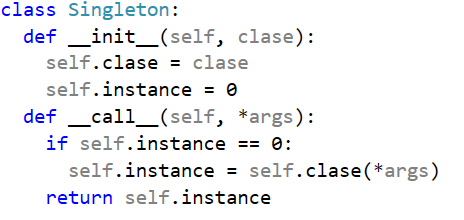 class Singleton:
  def __init__(self, clase):
    self.clase = clase
    self.instance = 0
  def __call__(self, *args):
    if self.instance == 0:
      self.instance = self.clase(*args)
    return self.instance